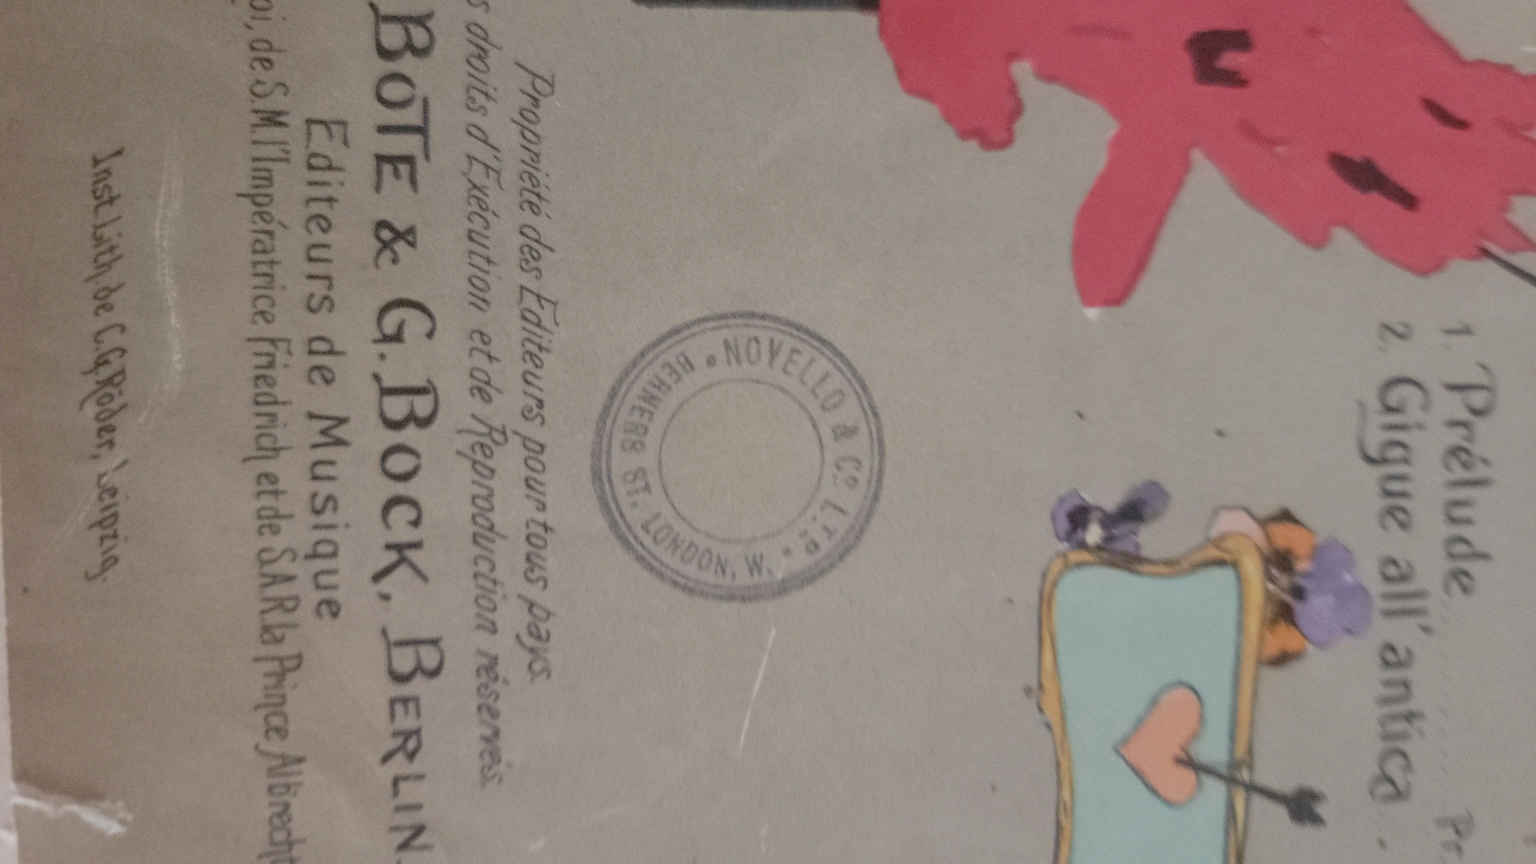 1. Prélude
2. Gigue all' antica
NOVELLO & Cº. LTD.
BERNERS ST. LONDON, W.
Propriété des Editeurs pour tous pays.
droits d'Exécution et de Reproduction réservés.
BOTE & G. BOCK, BERLIN.
Editeurs de Musique
de S.M. l'Impératrice Friedrich et de S.A.R. la Prince Albrecht
Inst. Lith. de C.G. Röder, Leipzig.